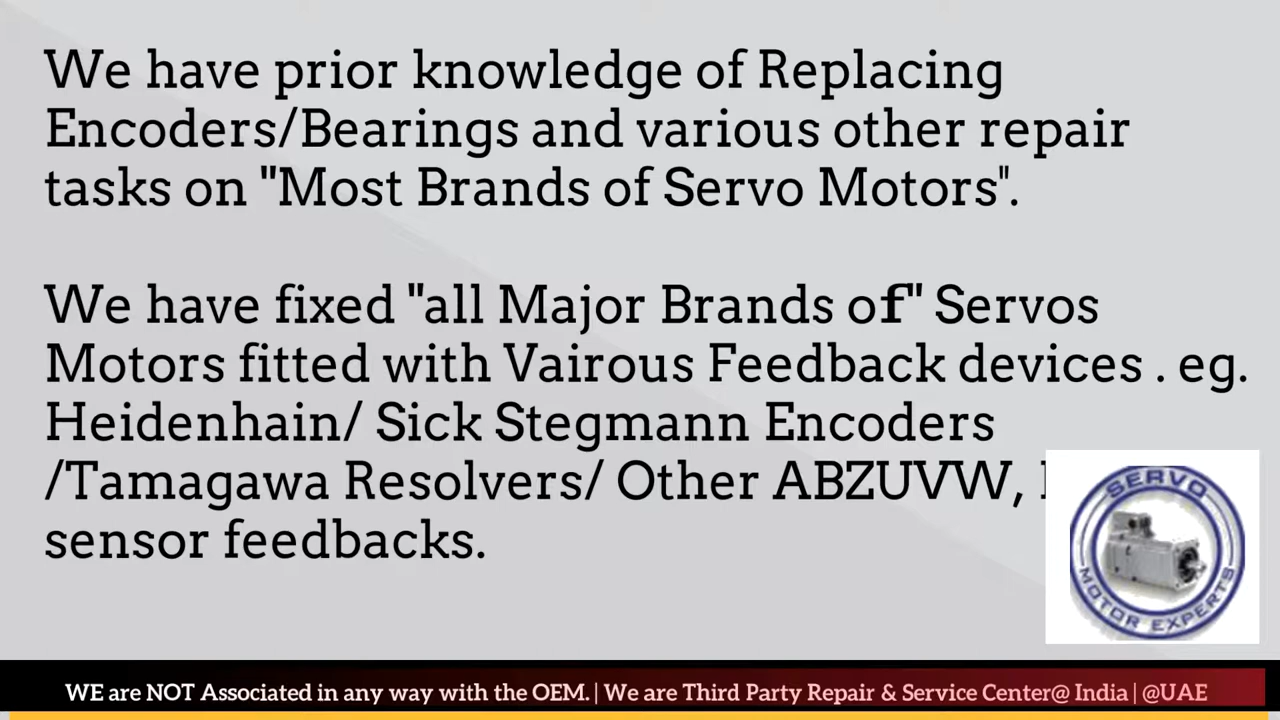 We have prior knowledge of Replacing
Encoders/Bearings and various other repair
tasks on "Most Brands of Servo Motors".
We have fixed "all Major Brands of" Servos
Motors fitted with Vairous Feedback devices . eg.
Heidenhain/ Sick Stegmann Encoders
/Tamagawa Resolvers/ Other ABZUVW,
sensor feedbacks.
SERVO
MOTOR EXPERTS
WE are NOT Associated in any way with the OEM. | We are Third Party Repair & Service Center@ India | @UAE